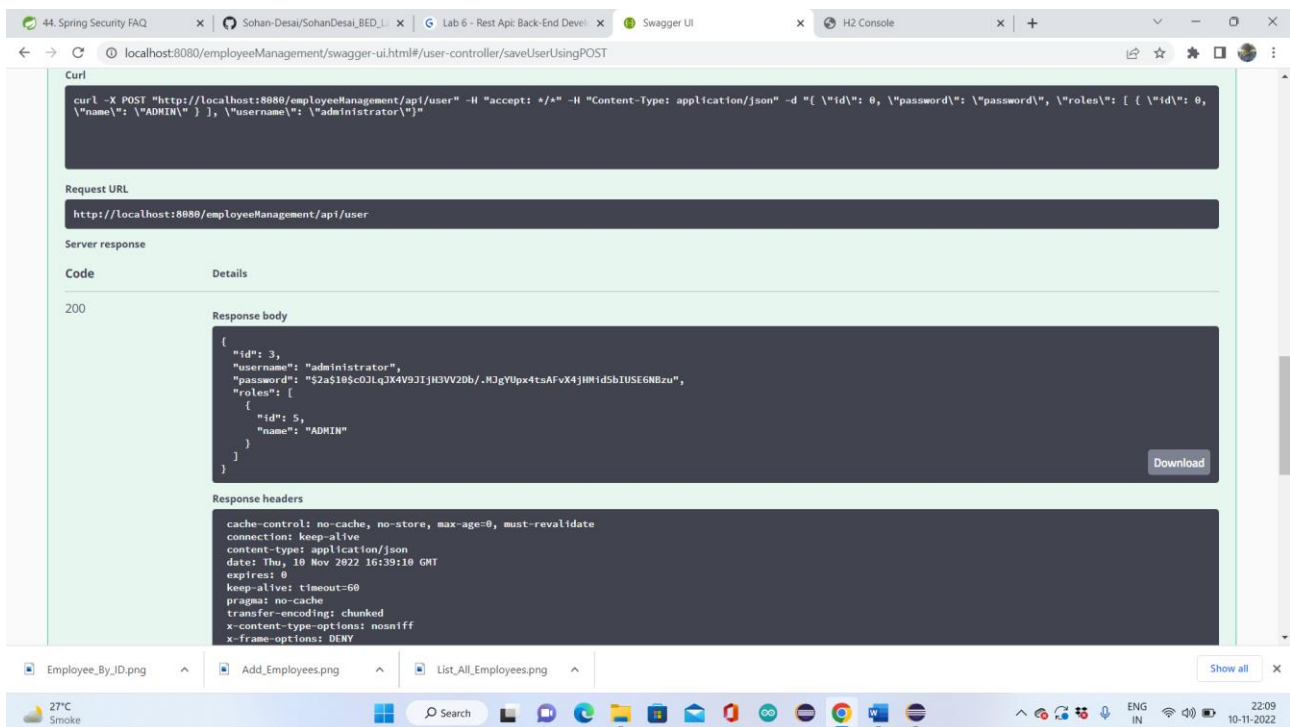 44. Spring Security FAQ
Sohan-Desai/SohanDesai_BED_L
Lab 6 - Rest Api: Back-End Devel
Swagger UI
H2 Console
localhost:8080/employeeManagement/swagger-ui.html#/user-controller/saveUserUsingPOST
Curl
curl -X POST "http://localhost:8080/employeeManagement/api/user" -H "accept: */*" -H "Content-Type: application/json" -d "{ \"id\": 0, \"password\": \"password\", \"roles\": [ { \"id\": 0,
\"name\": \"ADMIN\" } ], \"username\": \"administrator\"}"
Request URL
http://localhost:8080/employeeManagement/api/user
Server response
Code Details
200
Response body
{
"id": 3,
"username": "administrator",
"password": "$2a$10$cOJLqJX4V9JIjH3VV2Db/.MJgYUpx4tsAFvX4jHMid5bIUSE6NBzu",
"roles": [
{
"id": 5,
"name": "ADMIN"
}
]
}
Download
Response headers
cache-control: no-cache, no-store, max-age=0, must-revalidate
connection: keep-alive
content-type: application/json
date: Thu, 10 Nov 2022 16:39:10 GMT
expires: 0
keep-alive: timeout=60
pragma: no-cache
transfer-encoding: chunked
x-content-type-options: nosniff
x-frame-options: DENY
Employee_By_ID.png
Add_Employees.png
List_All_Employees.png
Show all
27°C
Smoke
Search
ENG
IN
22:09
10-11-2022